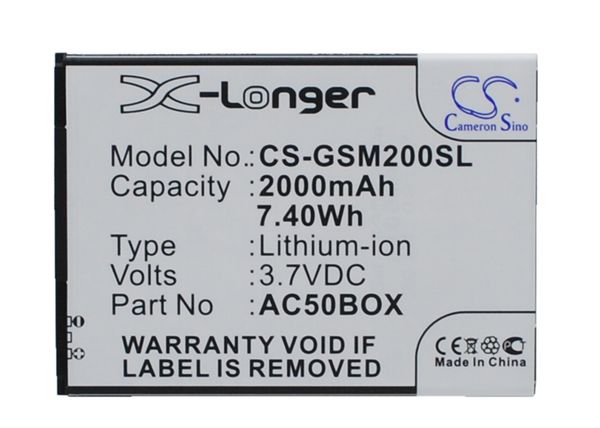 X-Longer
CS
Cameron Sino
Model No.: CS-GSM200SL
Capacity : 2000mAh
7.40Wh
Type : Lithium-ion
Volts : 3.7VDC
Part No : AC50BOX
WARRANTY VOID IF
LABEL IS REMOVED
CE
Made in China